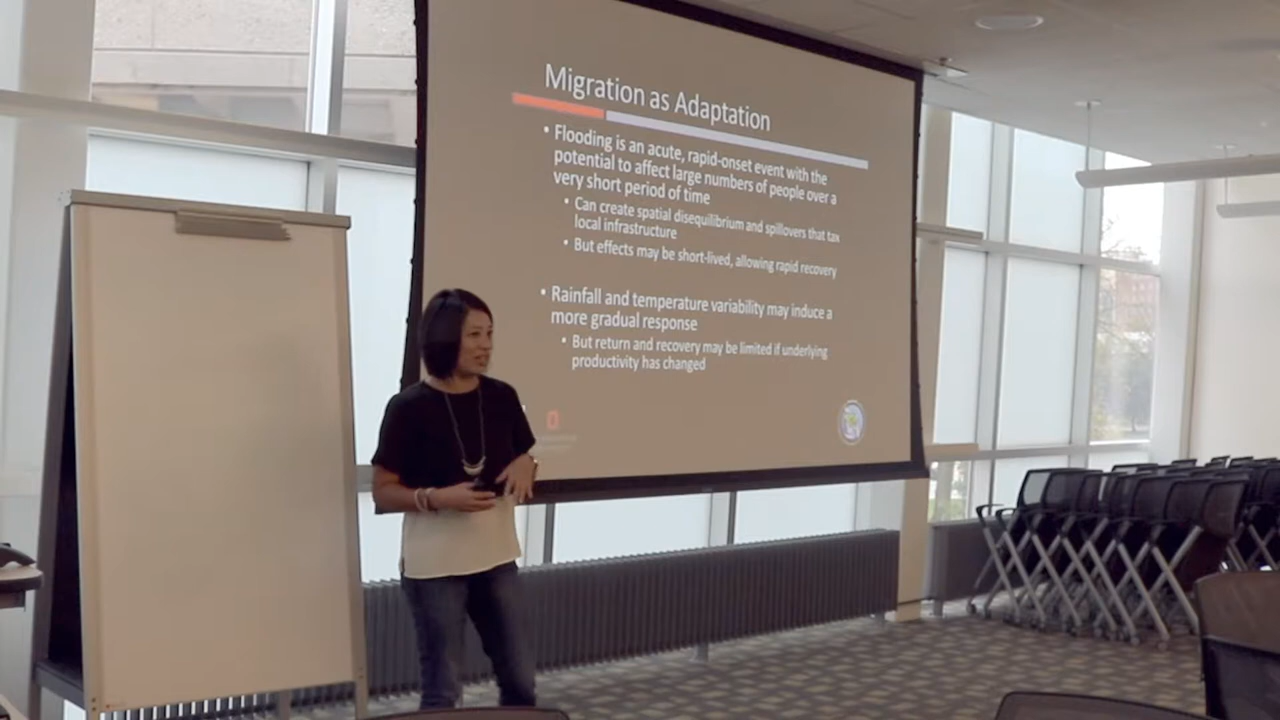 Migration as Adaptation
• Flooding is an acute, rapid-onset event with the
potential to affect large numbers of people over a
very short period of time
• Can create spatial disequilibrium and spillovers that tax
local infrastructure
• But effects may be short-lived, allowing rapid recovery
• Rainfall and temperature variability may induce a
more gradual response
• But return and recovery may be limited if underlying
productivity has changed